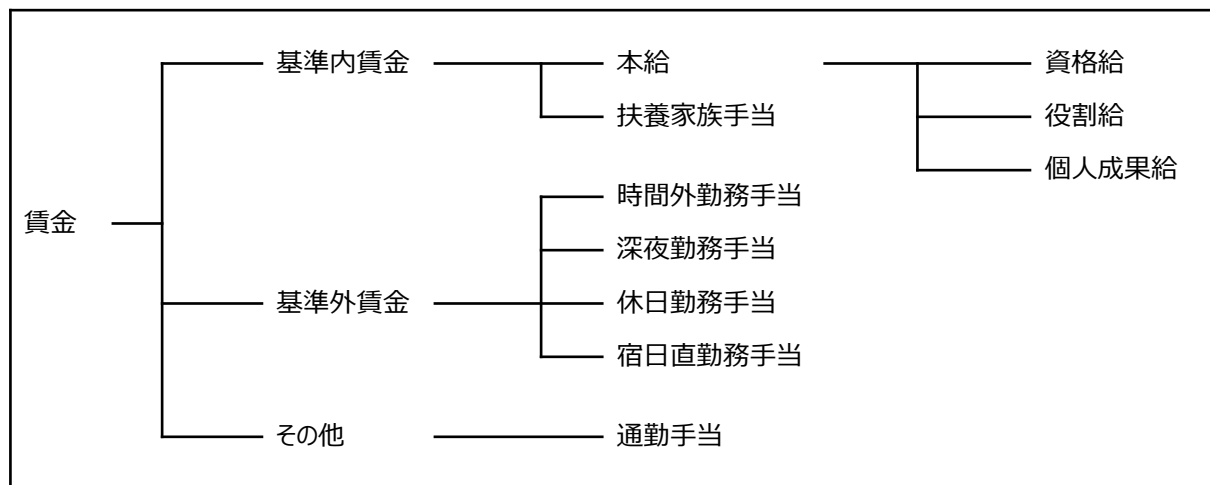 基準内賃金 本給 資格給
扶養家族手当 役割給
個人成果給
時間外勤務手当
賃金
深夜勤務手当
基準外賃金 休日勤務手当
宿日直勤務手当
その他 通勤手当